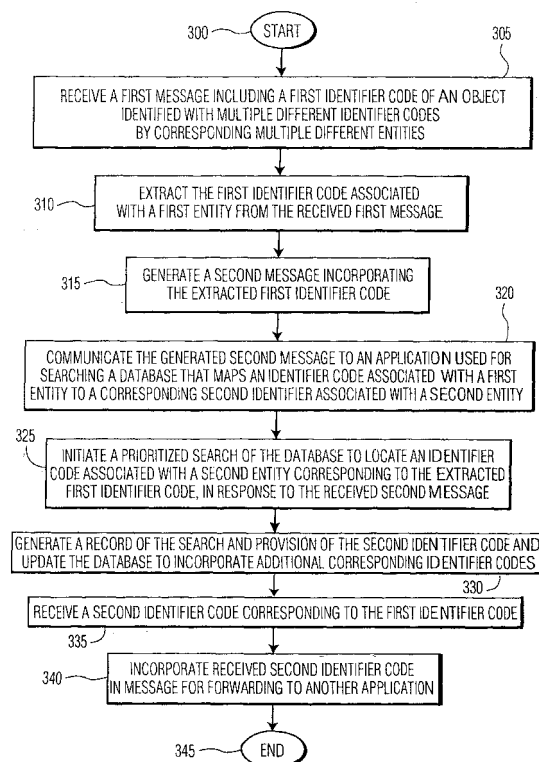 300
START
305
RECEIVE A FIRST MESSAGE INCLUDING A FIRST IDENTIFIER CODE OF AN OBJECT
IDENTIFIED WITH MULTIPLE DIFFERENT IDENTIFIER CODES
BY CORRESPONDING MULTIPLE DIFFERENT ENTITIES
310
EXTRACT THE FIRST IDENTIFIER CODE ASSOCIATED
WITH A FIRST ENTITY FROM THE RECEIVED FIRST MESSAGE
315
GENERATE A SECOND MESSAGE INCORPORATING
THE EXTRACTED FIRST IDENTIFIER CODE
320
COMMUNICATE THE GENERATED SECOND MESSAGE TO AN APPLICATION USED FOR
SEARCHING A DATABASE THAT MAPS AN IDENTIFIER CODE ASSOCIATED WITH A FIRST
ENTITY TO A CORRESPONDING SECOND IDENTIFIER ASSOCIATED WITH A SECOND ENTITY
325
INITIATE A PRIORITIZED SEARCH OF THE DATABASE TO LOCATE AN IDENTIFIER
CODE ASSOCIATED WITH A SECOND ENTITY CORRESPONDING TO THE EXTRACTED
FIRST IDENTIFIER CODE, IN RESPONSE TO THE RECEIVED SECOND MESSAGE
GENERATE A RECORD OF THE SEARCH AND PROVISION OF THE SECOND IDENTIFIER CODE AND
UPDATE THE DATABASE TO INCORPORATE ADDITIONAL CORRESPONDING IDENTIFIER CODES
330
RECEIVE A SECOND IDENTIFIER CODE CORRESPONDING TO THE FIRST IDENTIFIER CODE
335
340
INCORPORATE RECEIVED SECOND IDENTIFIER CODE
IN MESSAGE FOR FORWARDING TO ANOTHER APPLICATION
345
END